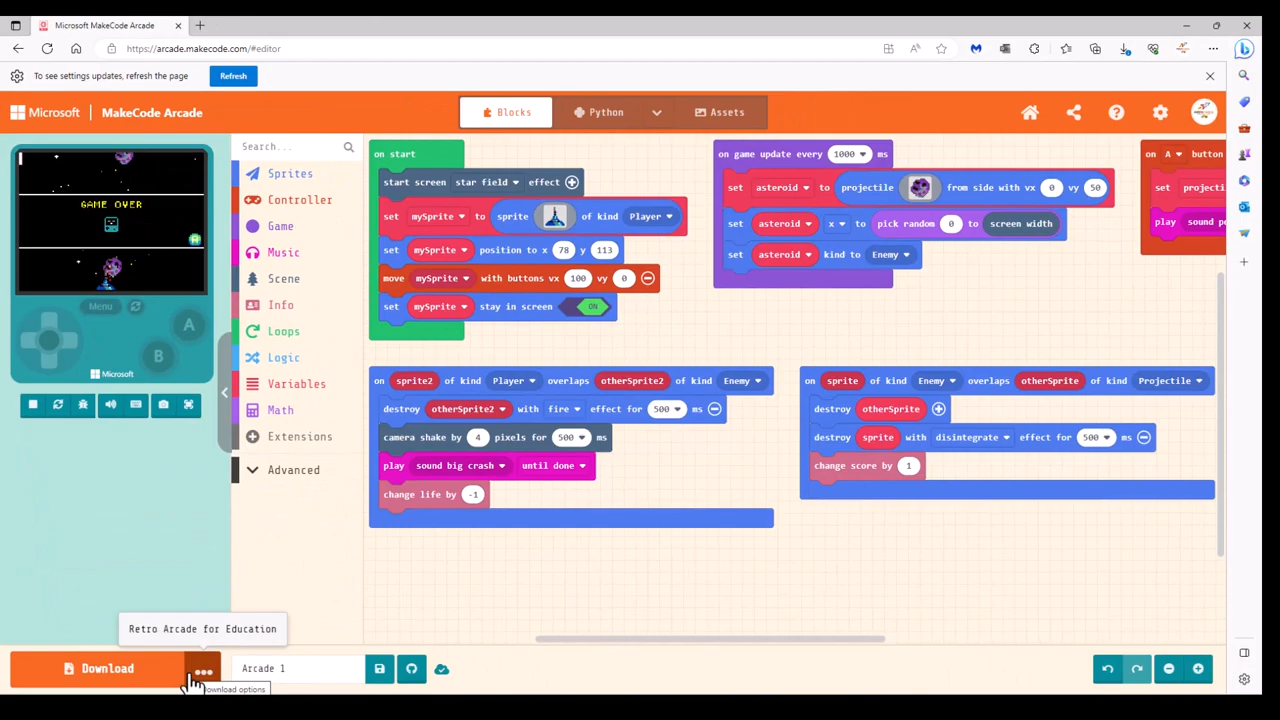 Microsoft MakeCode Arcade
https://arcade.makecode.com/#editor
To see settings updates, refresh the page
Refresh
Microsoft
MakeCode Arcade
Blocks
Python
Assets
GAME OVER
Menu
A
B
Microsoft
Search...
Sprites
Controller
Game
Music
Scene
Info
Loops
Logic
Variables
Math
Extensions
Advanced
on start
start screen star field effect
set mySprite to sprite of kind Player
set mySprite position to x 78 y 113
move mySprite with buttons vx 100 vy 0
set mySprite stay in screen ON
on game update every 1000 ms
set asteroid to projectile from side with vx 0 vy 50
set asteroid x to pick random 0 to screen width
set asteroid kind to Enemy
on A button
set projecti
play sound pe
on sprite2 of kind Player overlaps otherSprite2 of kind Enemy
destroy otherSprite2 with fire effect for 500 ms
camera shake by 4 pixels for 500 ms
play sound big crash until done
change life by -1
on sprite of kind Enemy overlaps otherSprite of kind Projectile
destroy otherSprite
destroy sprite with disintegrate effect for 500 ms
change score by 1
Retro Arcade for Education
Download
Arcade 1
ownload options